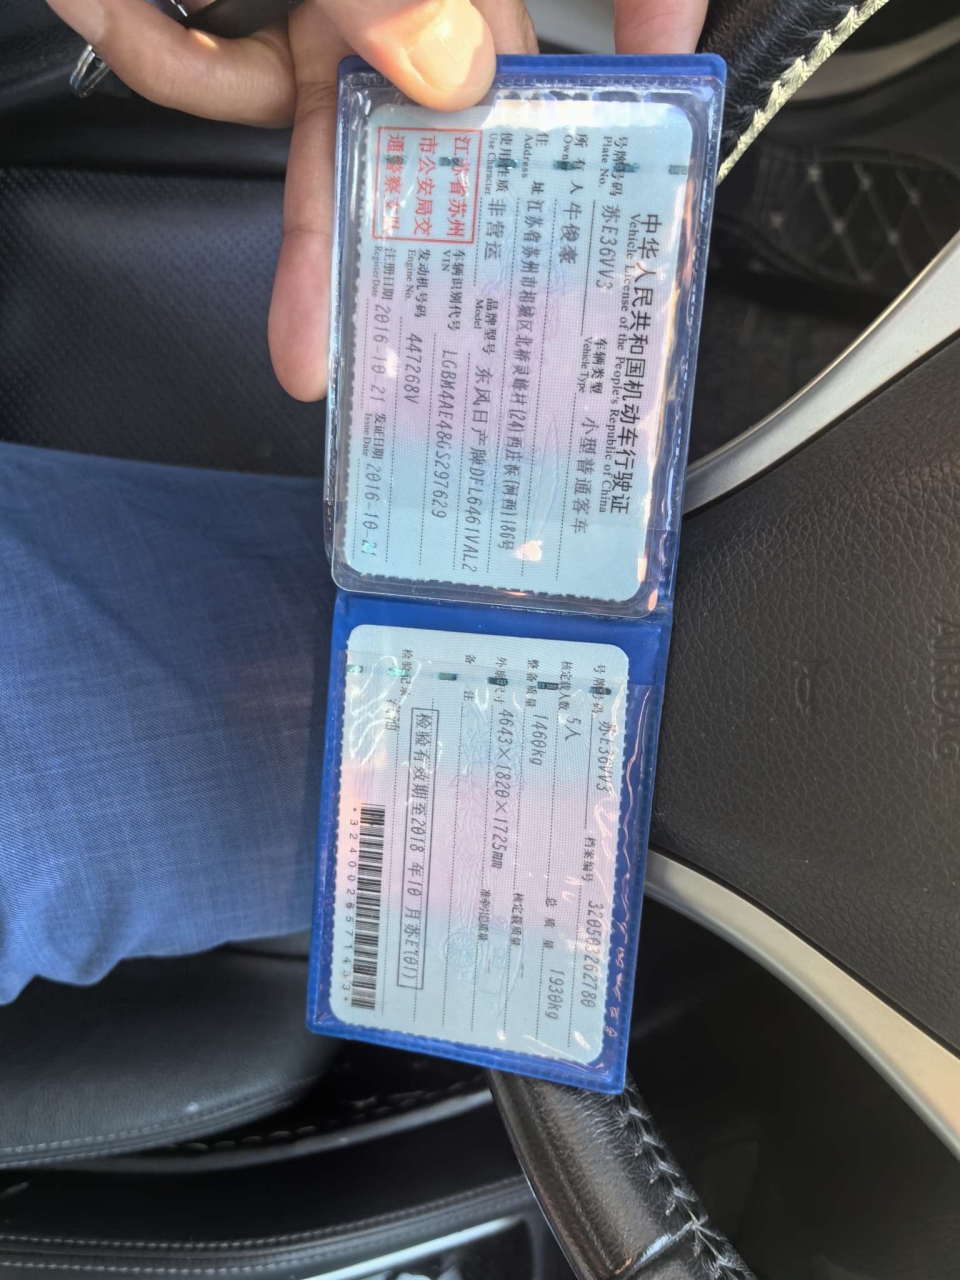 中华人民共和国机动车行驶证
Vehicle License of the People's Republic of China
号牌号码 苏E36VV3 车辆类型 小型普通客车
Plate No. Vehicle Type
所有人 牛俊豪
Owner
住址 江苏省苏州市相城区北桥灵峰村(24)西庄浜(河西)186号
Address
使用性质 非营运 品牌型号 东风日产牌DFL6461VAL2
Use Character Model
江苏省苏州
市公安局交
通警察支队
车辆识别代号 LGBM4AE48GS297629
VIN
发动机号码 447268V
Engine No.
注册日期 2016-10-21 发证日期 2016-10-21
Register Date Issue Date
号牌号码 苏E36VV3 档案编号 320503262780
核定载人数 5人 总质量 1930kg
整备质量 1460kg 核定载质量 --
外廓尺寸 4643×1820×1725mm 准牵引总质量 --
备注
检验有效期至2018年10月苏E(01)
检验记录 汽油
*3240028571433*
AIRBAG